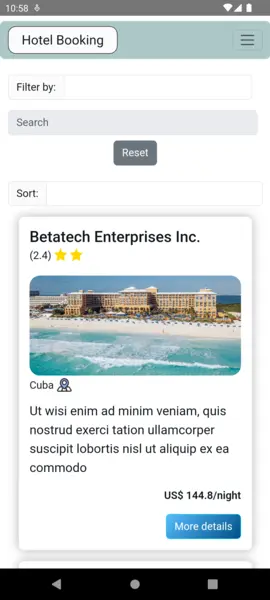 10:58
Hotel Booking
Filter by:
Search
Reset
Sort:
Betatech Enterprises Inc.
(2.4)
Cuba
Ut wisi enim ad minim veniam, quis
nostrud exerci tation ullamcorper
suscipit lobortis nisl ut aliquip ex ea
commodo
US$ 144.8/night
More details